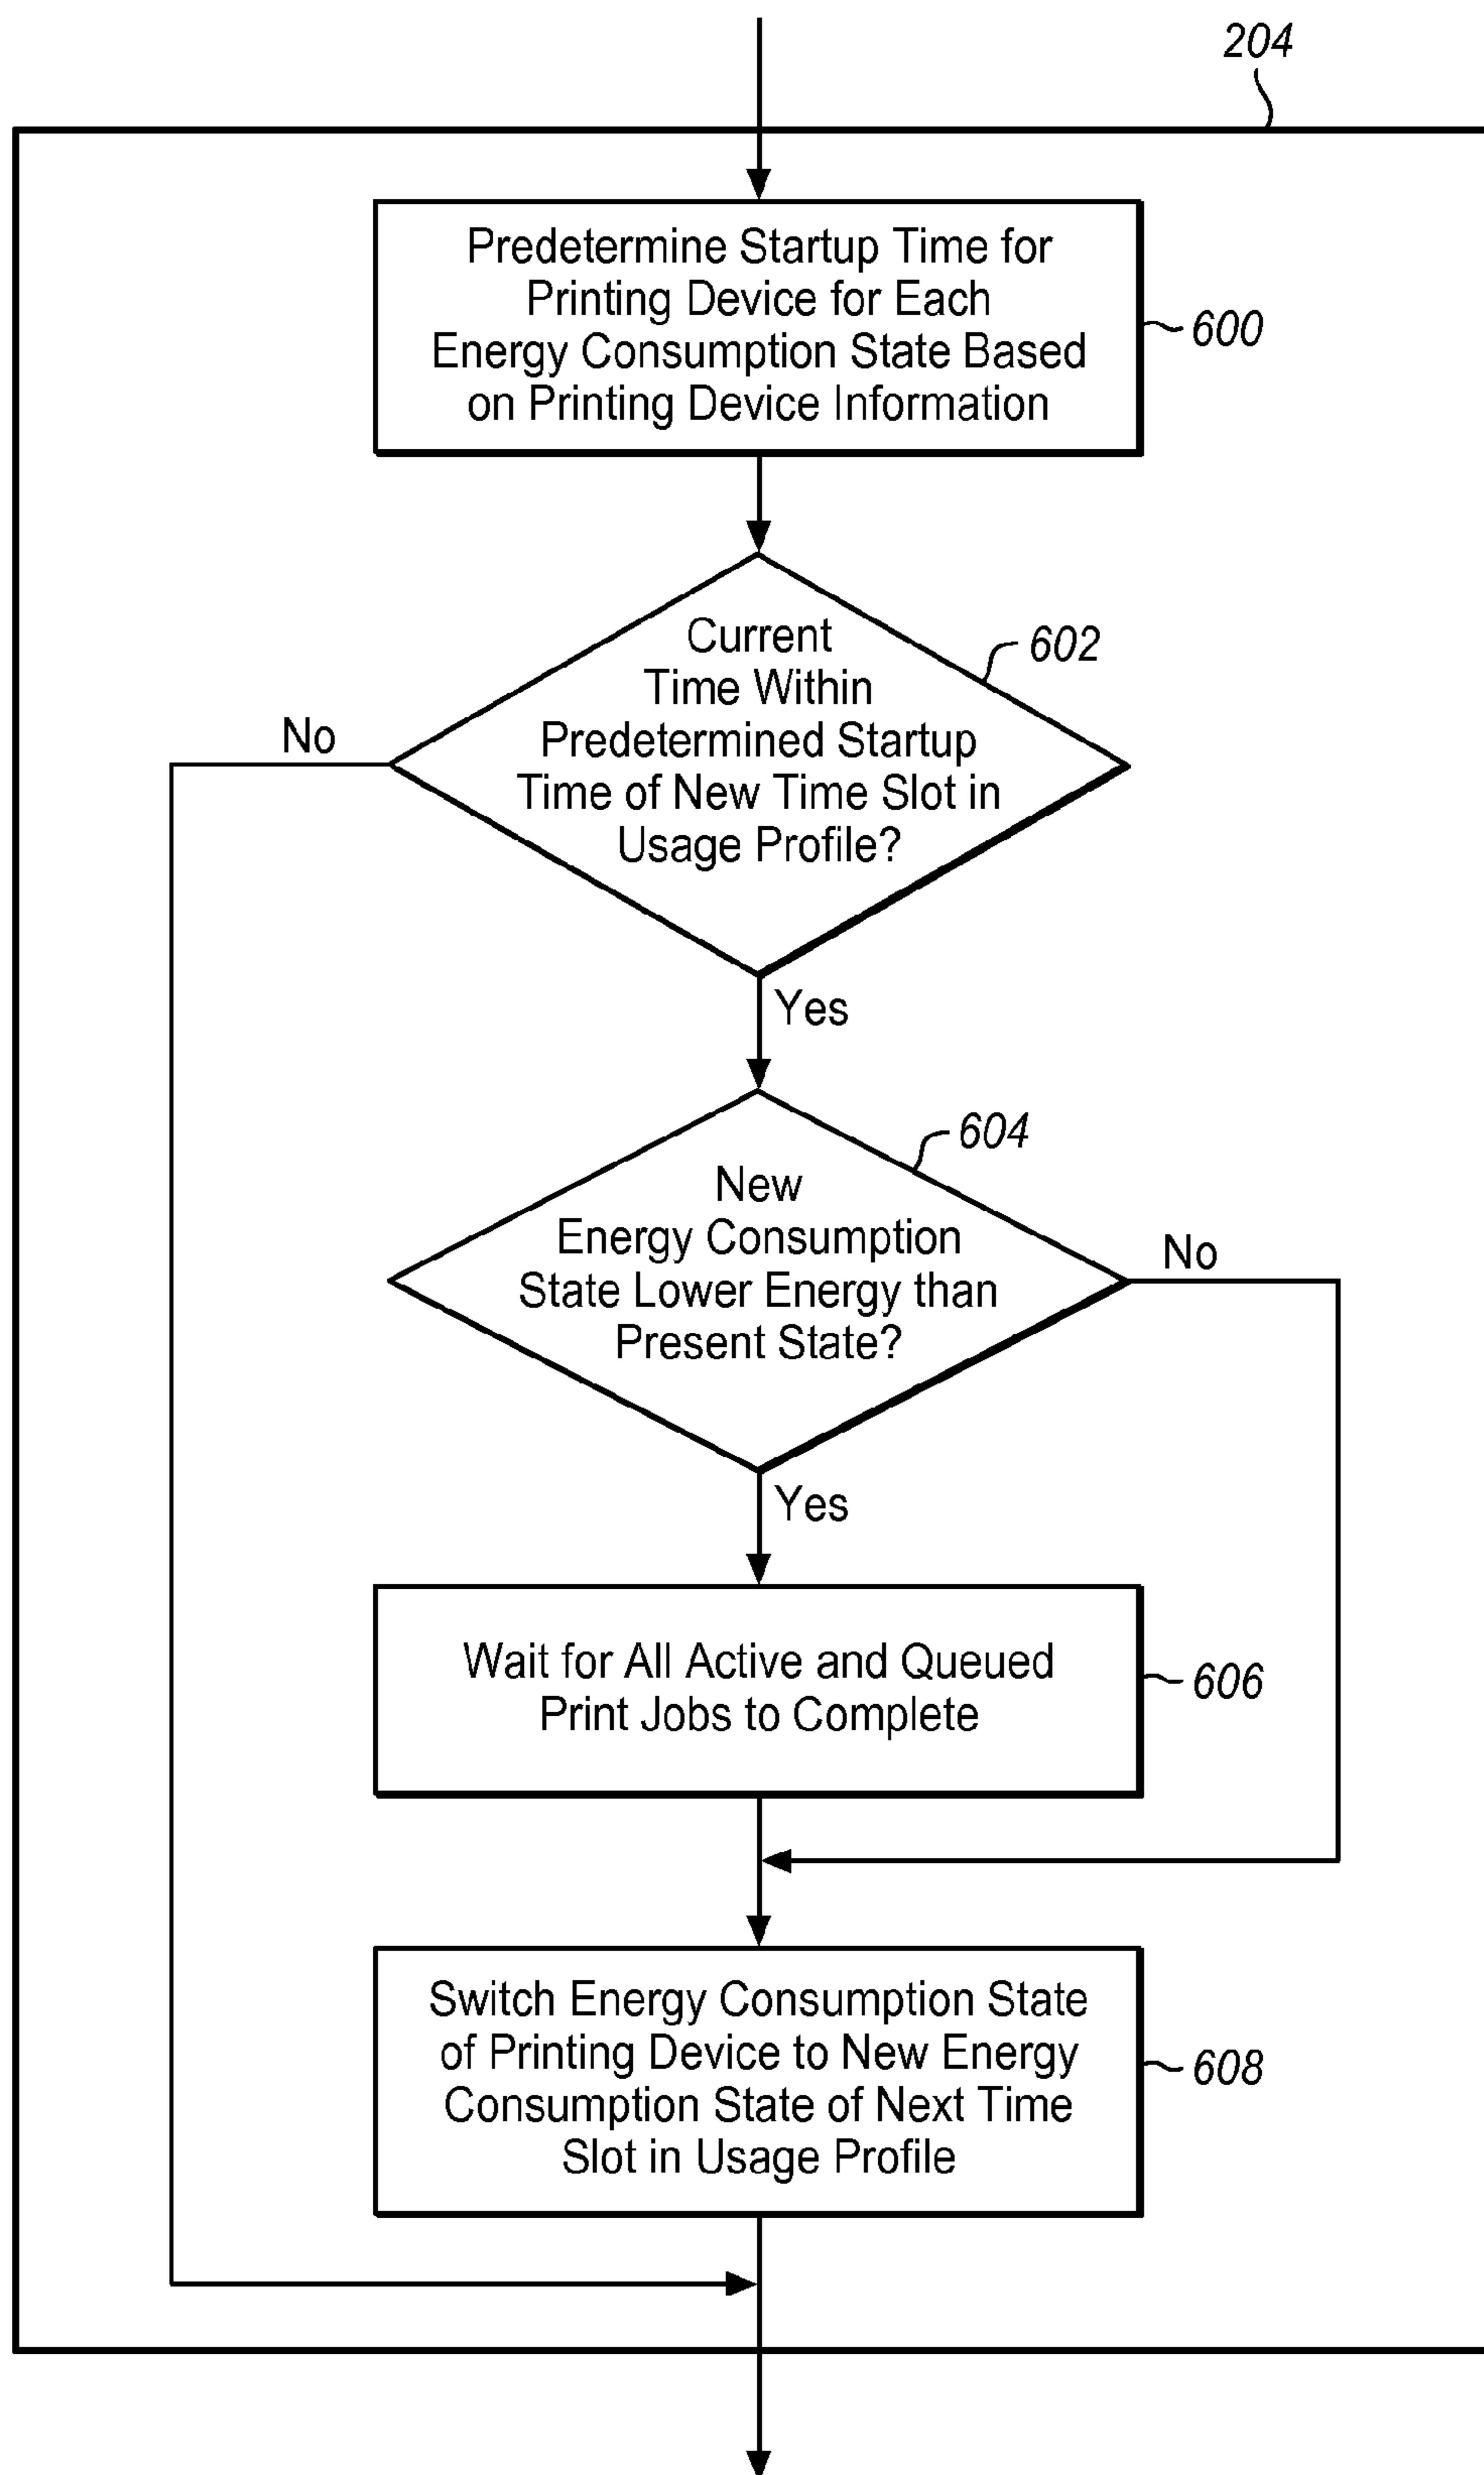 204
Predetermine Startup Time for
Printing Device for Each
Energy Consumption State Based
on Printing Device Information
600
Current
Time Within
Predetermined Startup
Time of New Time Slot in
Usage Profile?
602
No
Yes
604
New
Energy Consumption
State Lower Energy than
Present State?
No
Yes
Wait for All Active and Queued
Print Jobs to Complete
606
Switch Energy Consumption State
of Printing Device to New Energy
Consumption State of Next Time
Slot in Usage Profile
608